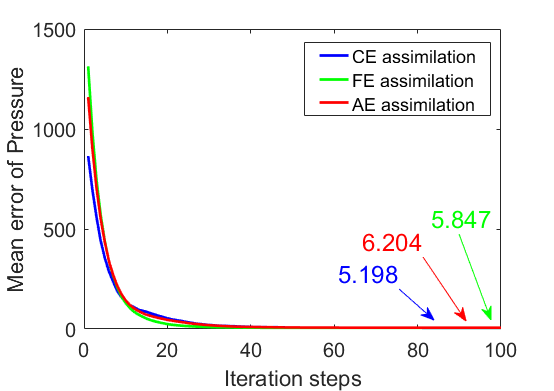 1500
1000
500
0
Mean error of Pressure
CE assimilation
FE assimilation
AE assimilation
5.847
6.204
5.198
0 20 40 60 80 100
Iteration steps